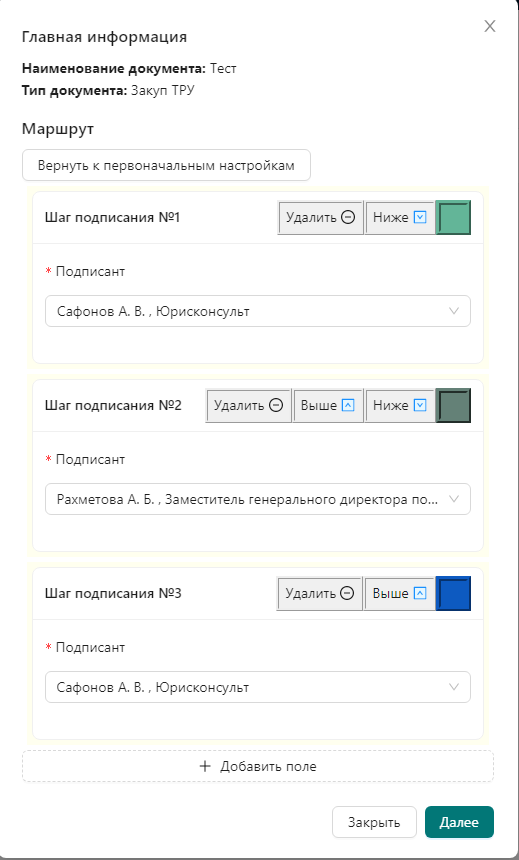 Главная информация
Наименование документа: Тест
Тип документа: Закуп ТРУ
Маршрут
Вернуть к первоначальным настройкам
Шаг подписания №1 Удалить Ниже
* Подписант
Сафонов А. В. , Юрисконсульт
Шаг подписания №2 Удалить Выше Ниже
* Подписант
Рахметова А. Б. , Заместитель генерального директора по...
Шаг подписания №3 Удалить Выше
* Подписант
Сафонов А. В. , Юрисконсульт
+ Добавить поле
Закрыть Далее